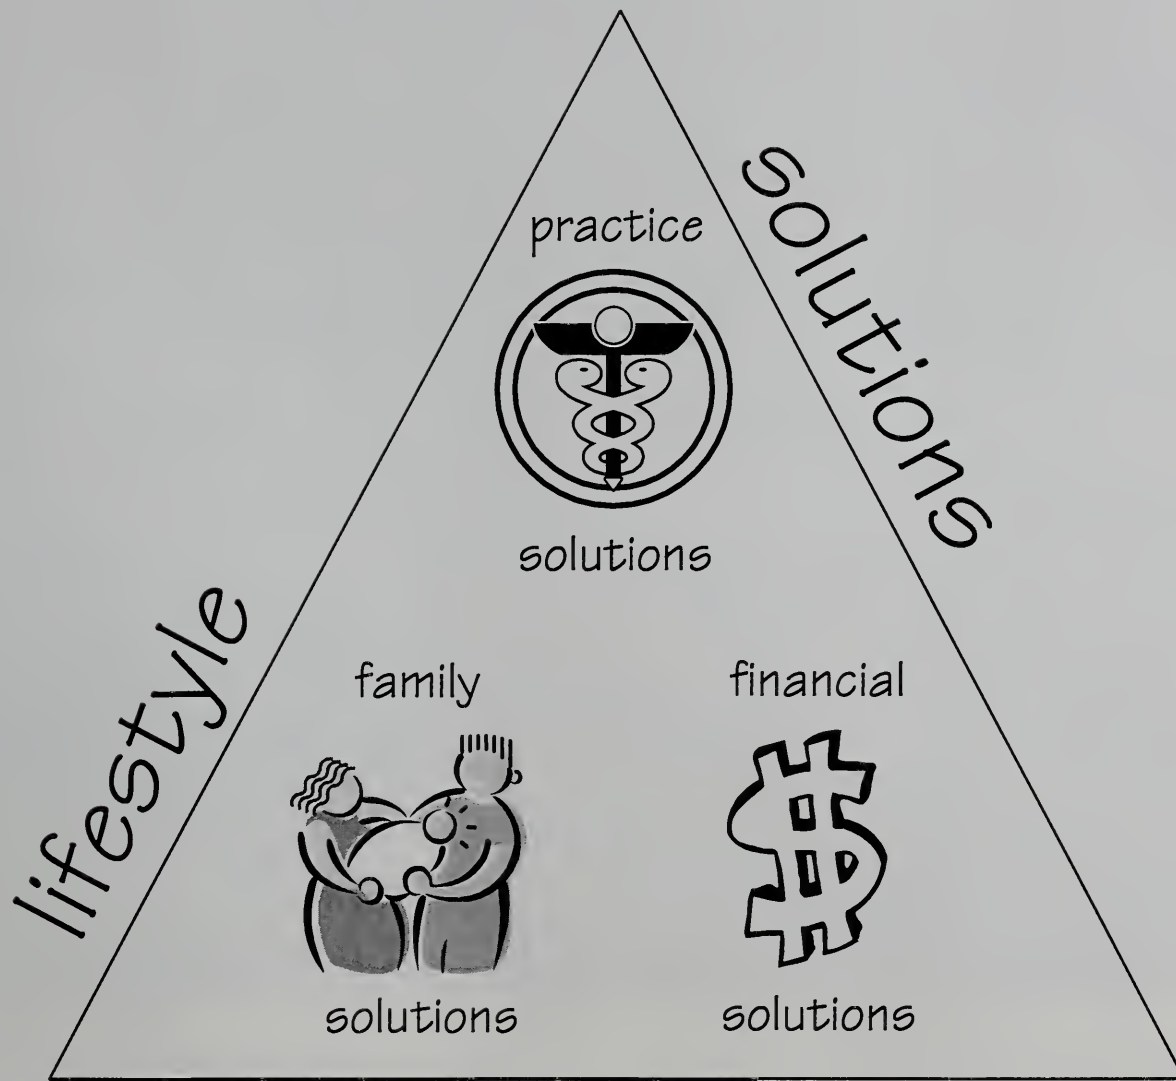 solutions
practice
solutions
lifestyle
family
financial
solutions
solutions